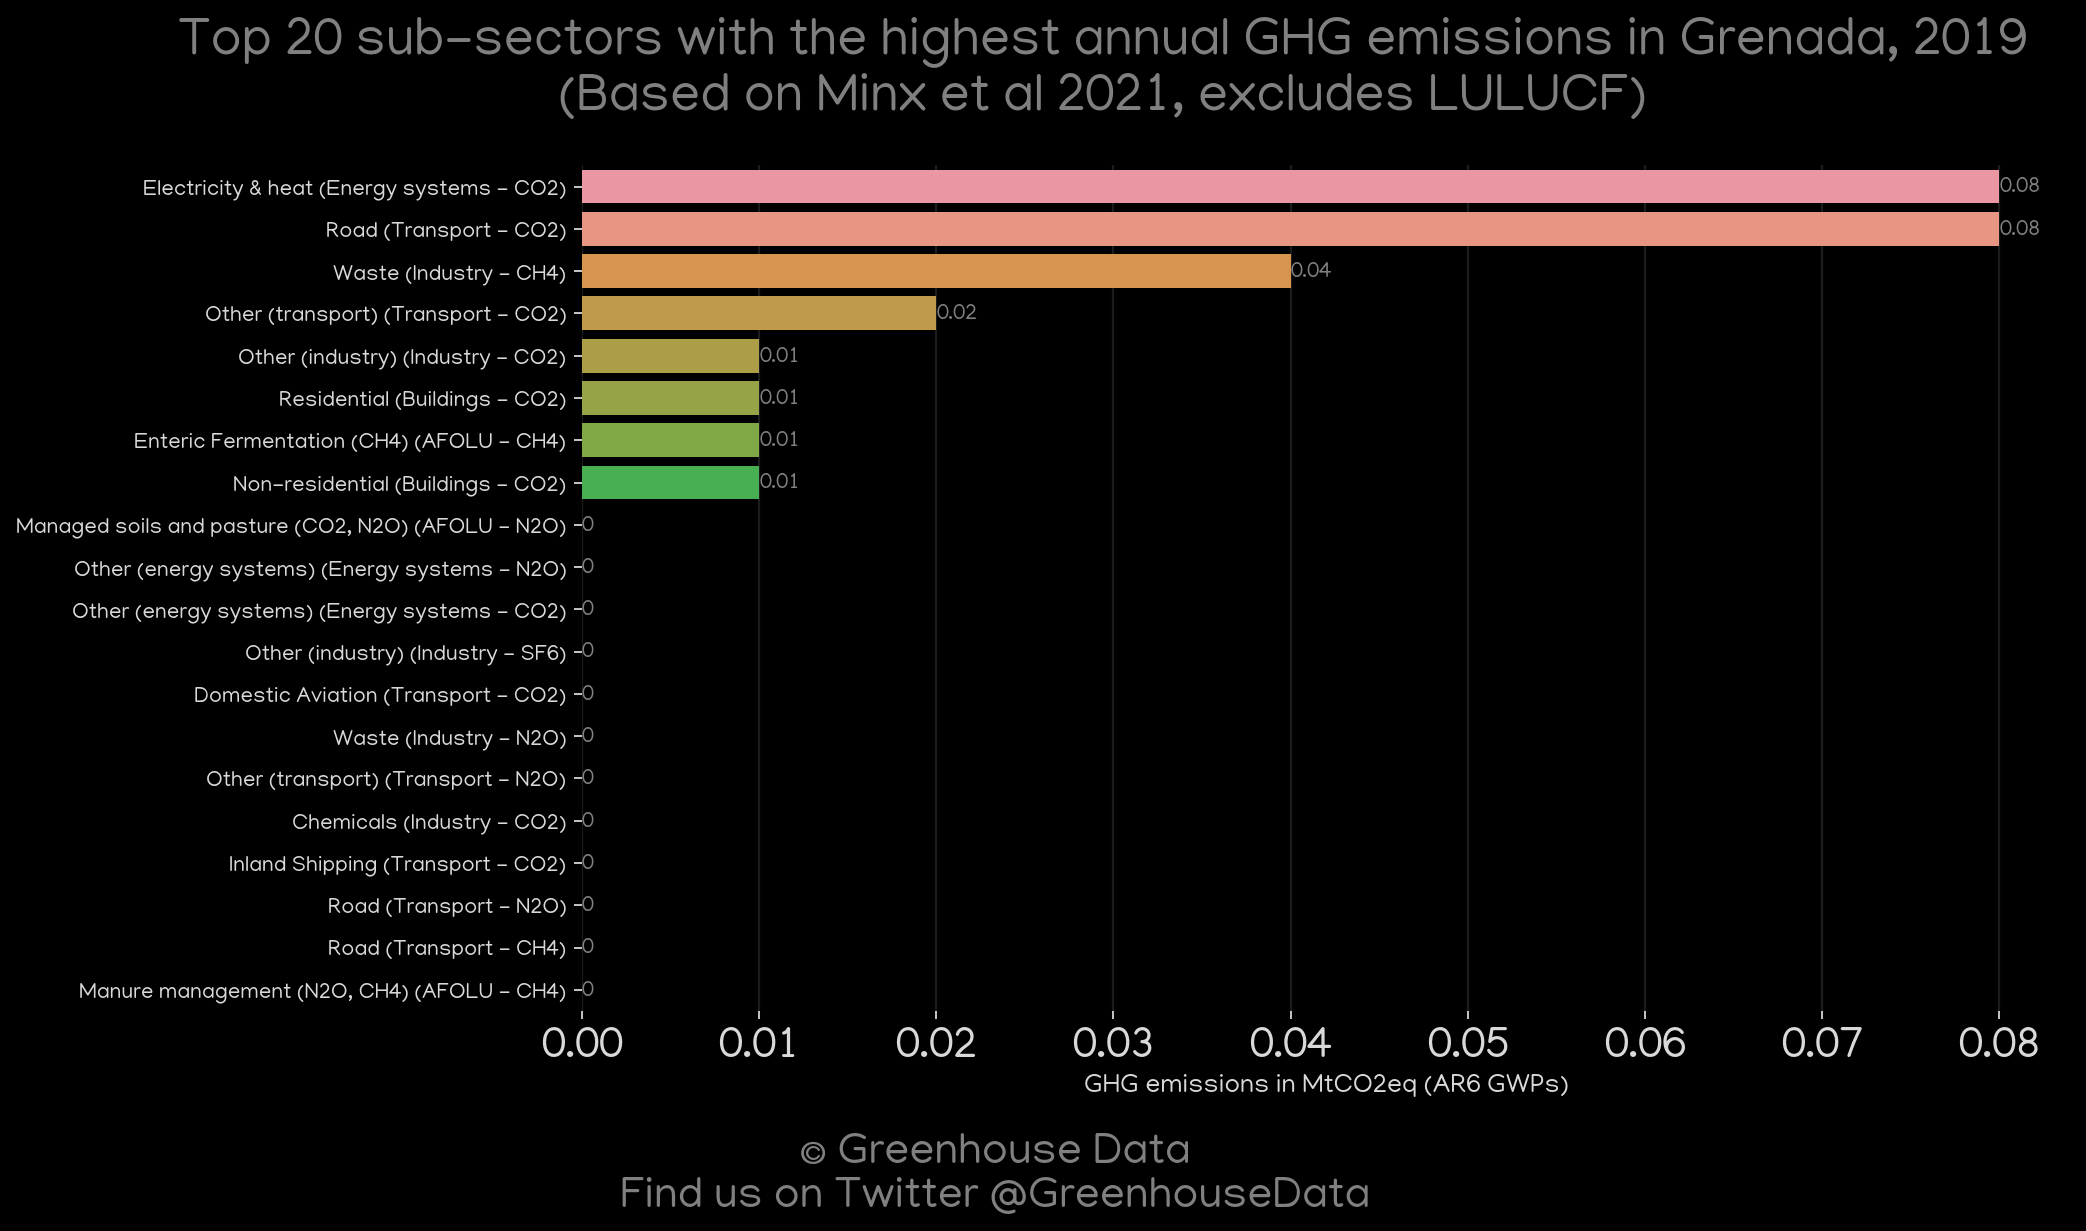 Top 20 sub-sectors with the highest annual GHG emissions in Grenada, 2019
(Based on Minx et al 2021, excludes LULUCF)
Electricity & heat (Energy systems - CO2) 0.08
Road (Transport - CO2) 0.08
Waste (Industry - CH4) 0.04
Other (transport) (Transport - CO2) 0.02
Other (industry) (Industry - CO2) 0.01
Residential (Buildings - CO2) 0.01
Enteric Fermentation (CH4) (AFOLU - CH4) 0.01
Non-residential (Buildings - CO2) 0.01
Managed soils and pasture (CO2, N2O) (AFOLU - N2O) 0
Other (energy systems) (Energy systems - N2O) 0
Other (energy systems) (Energy systems - CO2) 0
Other (industry) (Industry - SF6) 0
Domestic Aviation (Transport - CO2) 0
Waste (Industry - N2O) 0
Other (transport) (Transport - N2O) 0
Chemicals (Industry - CO2) 0
Inland Shipping (Transport - CO2) 0
Road (Transport - N2O) 0
Road (Transport - CH4) 0
Manure management (N2O, CH4) (AFOLU - CH4) 0
0.00 0.01 0.02 0.03 0.04 0.05 0.06 0.07 0.08
GHG emissions in MtCO2eq (AR6 GWPs)
© Greenhouse Data
Find us on Twitter @GreenhouseData